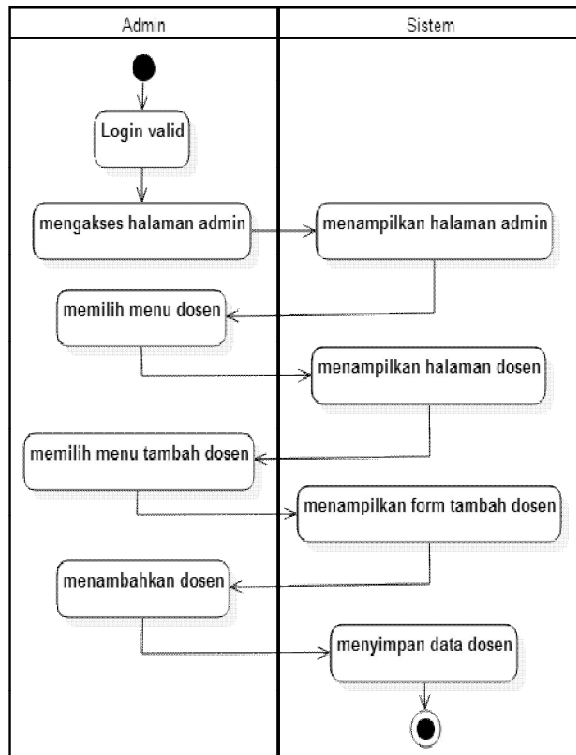 Admin
Sistem
Login valid
mengakses halaman admin
menampilkan halaman admin
memilih menu dosen
menampilkan halaman dosen
memilih menu tambah dosen
menampilkan form tambah dosen
menambahkan dosen
menyimpan data dosen